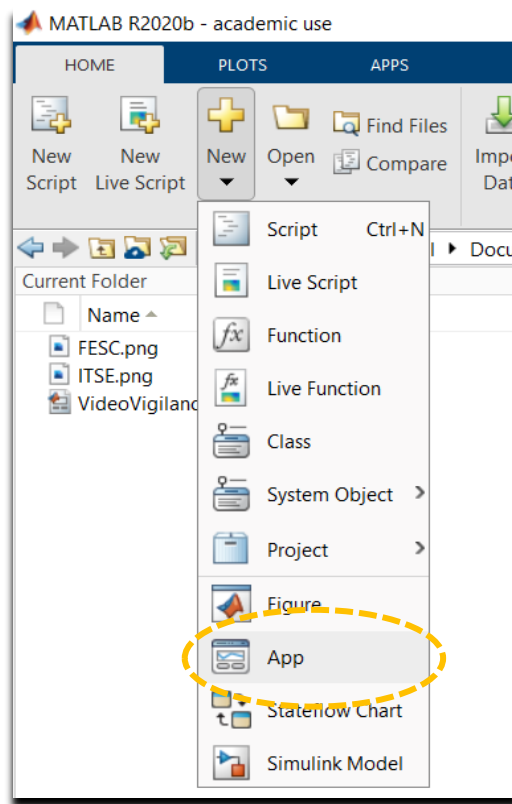 MATLAB R2020b - academic use
HOME PLOTS APPS
New Script
New Live Script
New
Open
Find Files
Compare
Script Ctrl+N
Live Script
Function
Live Function
Class
System Object
Project
Figure
App
Stateflow Chart
Simulink Model
Current Folder
Name
FESC.png
ITSE.png